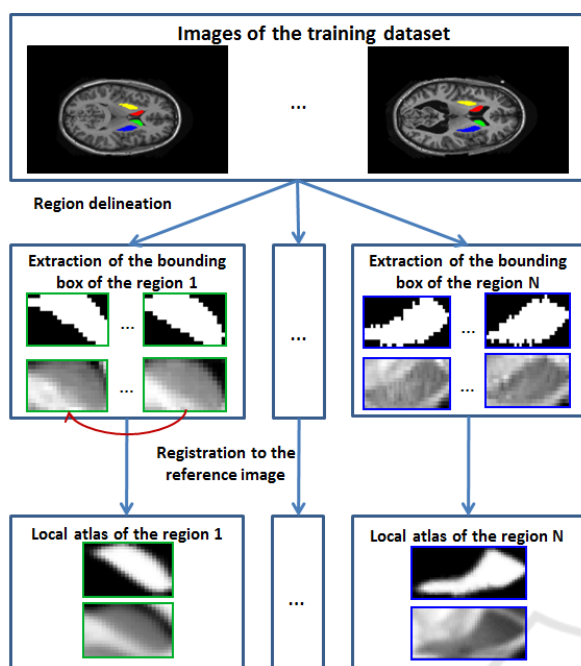 Images of the training dataset
...
Region delineation
Extraction of the bounding
box of the region 1
...
...
...
Extraction of the bounding
box of the region N
...
...
Registration to the
reference image
Local atlas of the region 1
...
Local atlas of the region N